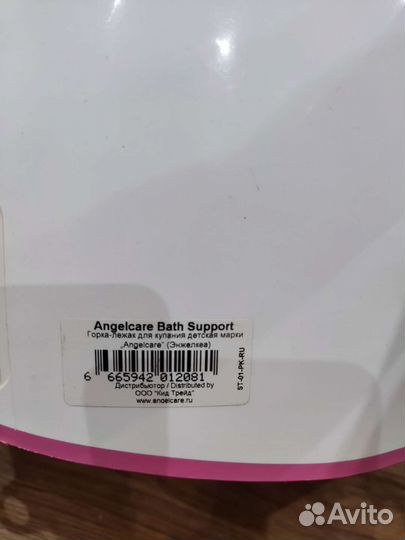 Angelcare Bath Support
Горка-лежак для купания детская марки
„Angelcare" (Энжелкеа)
6 665942 012081
Дистрибьютор / Distributed by
ООО "Кид Трейд"
www.angelcare.ru
ST-01-PK-RU
Avito